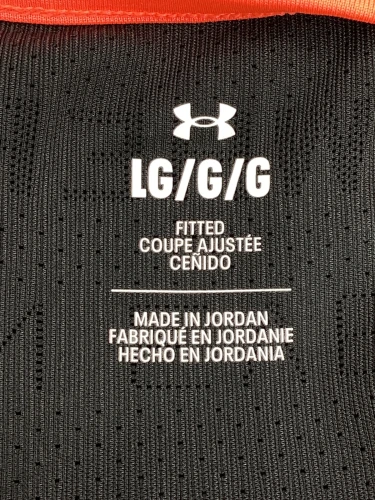 LG/G/G
FITTED
COUPE AJUSTÉE
CEÑIDO
MADE IN JORDAN
FABRIQUÉ EN JORDANIE
HECHO EN JORDANIA